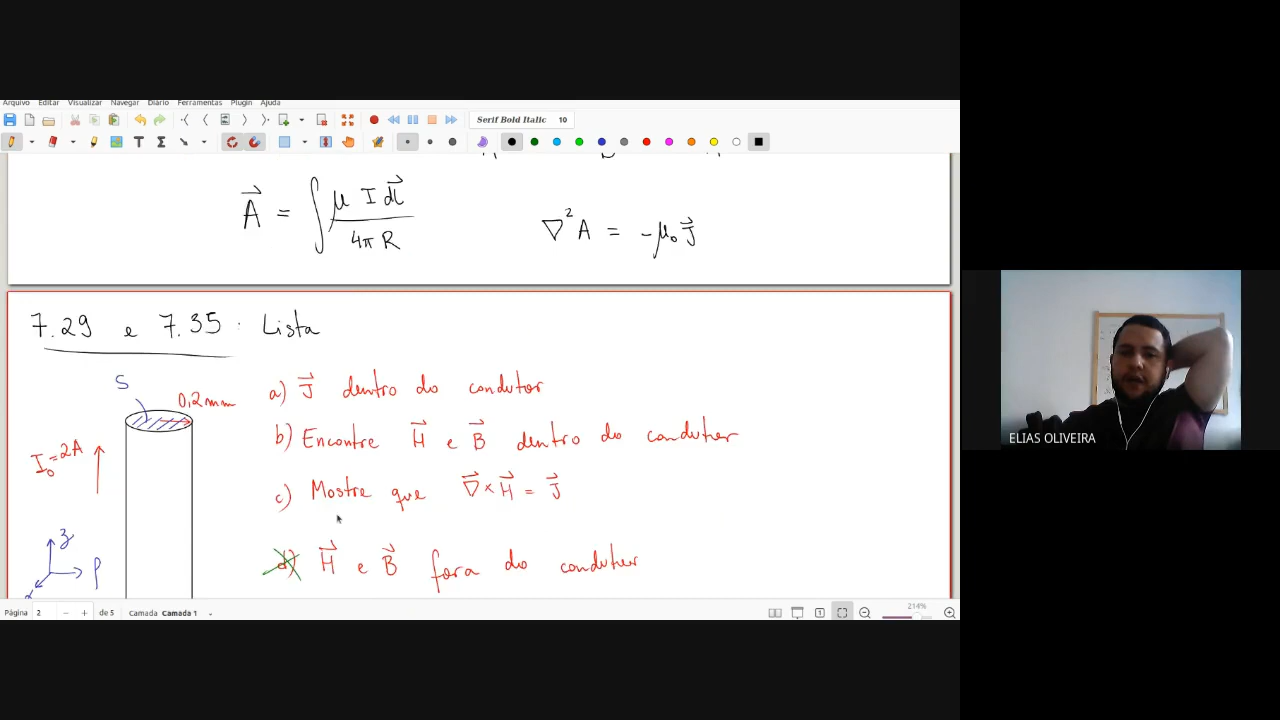 Arquivo Editar Visualizar Navegar Diário Ferramentas Plugin Ajuda
Serif Bold Italic 10
A⃗ = ∫ μ I dl⃗ / 4π R
∇² A = -μ₀ J⃗
7.29 e 7.35. Lista
S
0,2mm
I₀=2A
z
ρ
a) J⃗ dentro do condutor
b) Encontre H⃗ e B⃗ dentro do condutor
c) Mostre que ∇⃗ × H⃗ = J⃗
d) H⃗ e B⃗ fora do condutor
Página 2 de 5 Camada Camada 1
214%
ELIAS OLIVEIRA